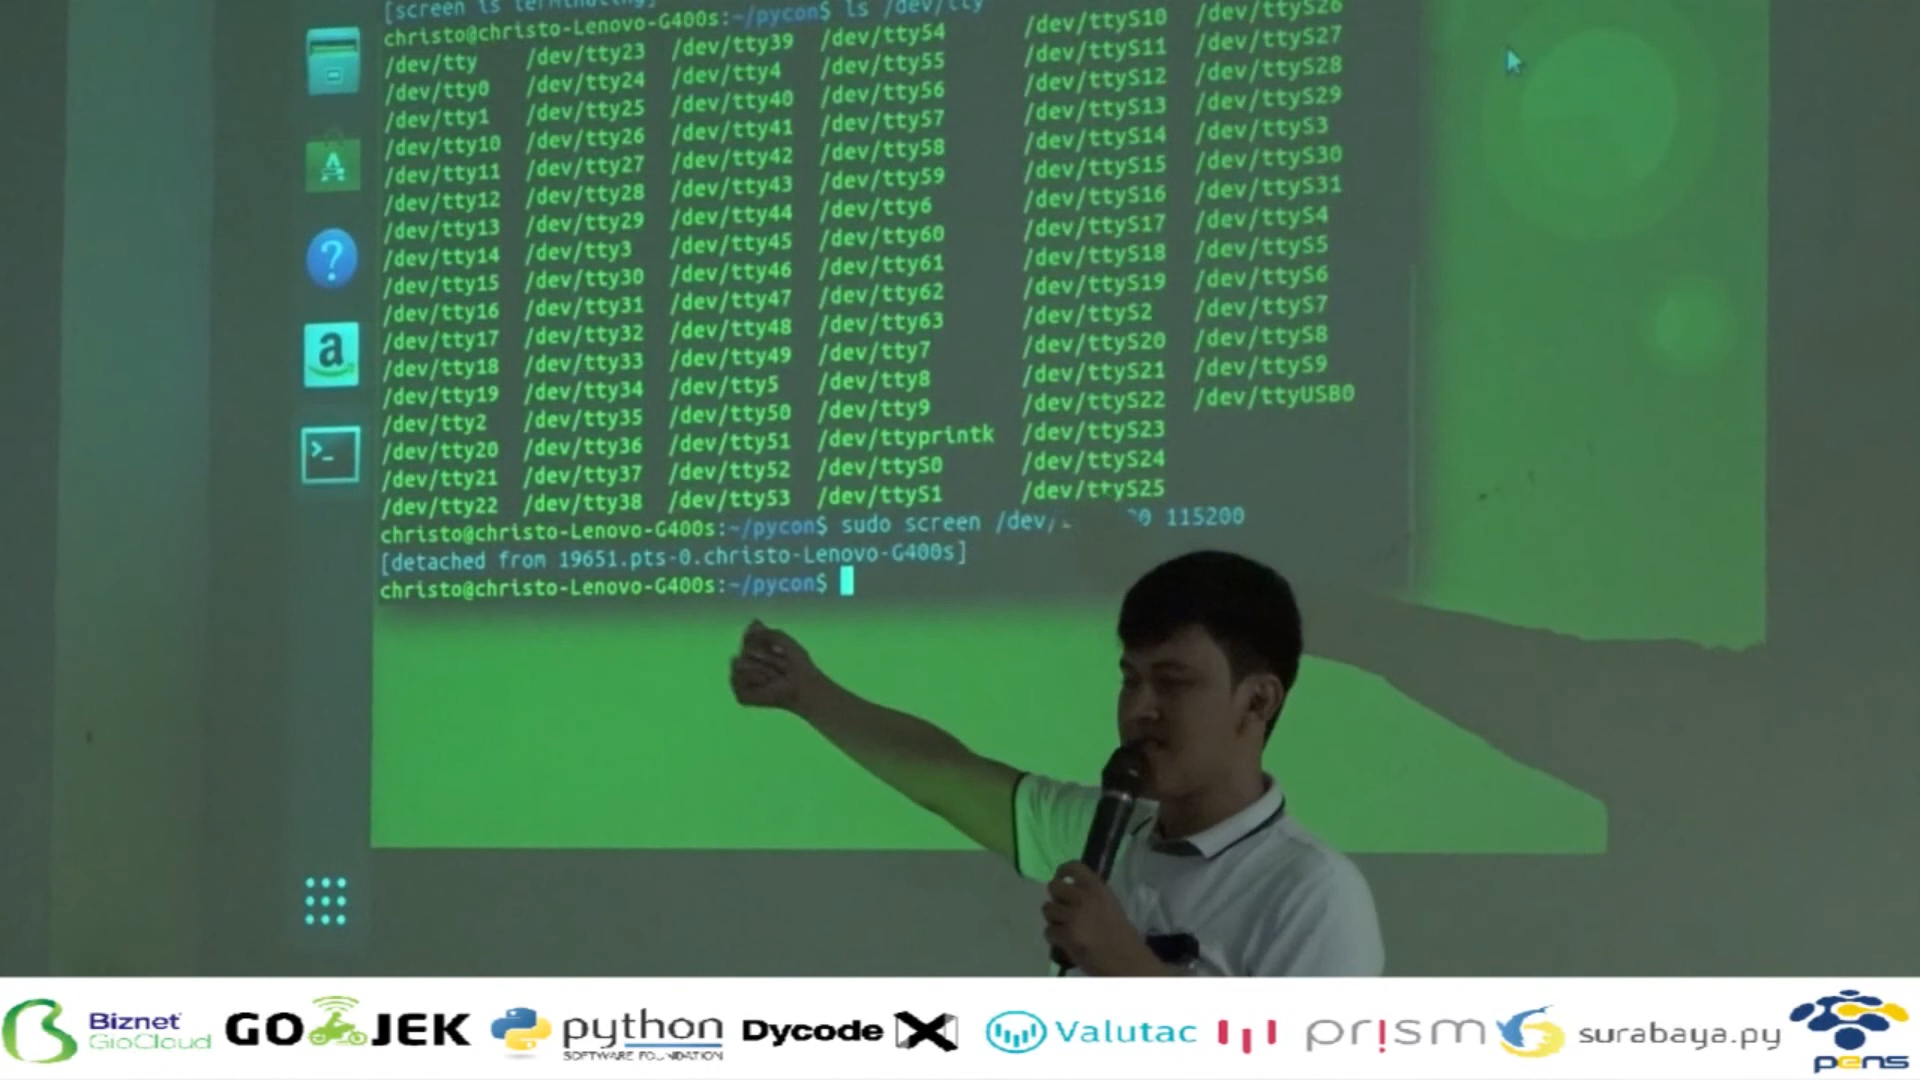 [screen is terminating]
christo@christo-Lenovo-G400s:~/pycon$ ls /dev/tty
/dev/tty /dev/tty23 /dev/tty39 /dev/tty54 /dev/ttyS10 /dev/ttyS26
/dev/tty0 /dev/tty24 /dev/tty4 /dev/tty55 /dev/ttyS11 /dev/ttyS27
/dev/tty1 /dev/tty25 /dev/tty40 /dev/tty56 /dev/ttyS12 /dev/ttyS28
/dev/tty10 /dev/tty26 /dev/tty41 /dev/tty57 /dev/ttyS13 /dev/ttyS29
/dev/tty11 /dev/tty27 /dev/tty42 /dev/tty58 /dev/ttyS14 /dev/ttyS3
/dev/tty12 /dev/tty28 /dev/tty43 /dev/tty59 /dev/ttyS15 /dev/ttyS30
/dev/tty13 /dev/tty29 /dev/tty44 /dev/tty6 /dev/ttyS16 /dev/ttyS31
/dev/tty14 /dev/tty3 /dev/tty45 /dev/tty60 /dev/ttyS17 /dev/ttyS4
/dev/tty15 /dev/tty30 /dev/tty46 /dev/tty61 /dev/ttyS18 /dev/ttyS5
/dev/tty16 /dev/tty31 /dev/tty47 /dev/tty62 /dev/ttyS19 /dev/ttyS6
/dev/tty17 /dev/tty32 /dev/tty48 /dev/tty63 /dev/ttyS2 /dev/ttyS7
/dev/tty18 /dev/tty33 /dev/tty49 /dev/tty7 /dev/ttyS20 /dev/ttyS8
/dev/tty19 /dev/tty34 /dev/tty5 /dev/tty8 /dev/ttyS21 /dev/ttyS9
/dev/tty2 /dev/tty35 /dev/tty50 /dev/tty9 /dev/ttyS22 /dev/ttyUSB0
/dev/tty20 /dev/tty36 /dev/tty51 /dev/ttyprintk /dev/ttyS23
/dev/tty21 /dev/tty37 /dev/tty52 /dev/ttyS0 /dev/ttyS24
/dev/tty22 /dev/tty38 /dev/tty53 /dev/ttyS1 /dev/ttyS25
christo@christo-Lenovo-G400s:~/pycon$ sudo screen /dev/ 115200
[detached from 19651.pts-0.christo-Lenovo-G400s]
christo@christo-Lenovo-G400s:~/pycon$
Biznet GioCloud GOJEK python SOFTWARE FOUNDATION Dycode X Valutac pr!sm surabaya.py pens